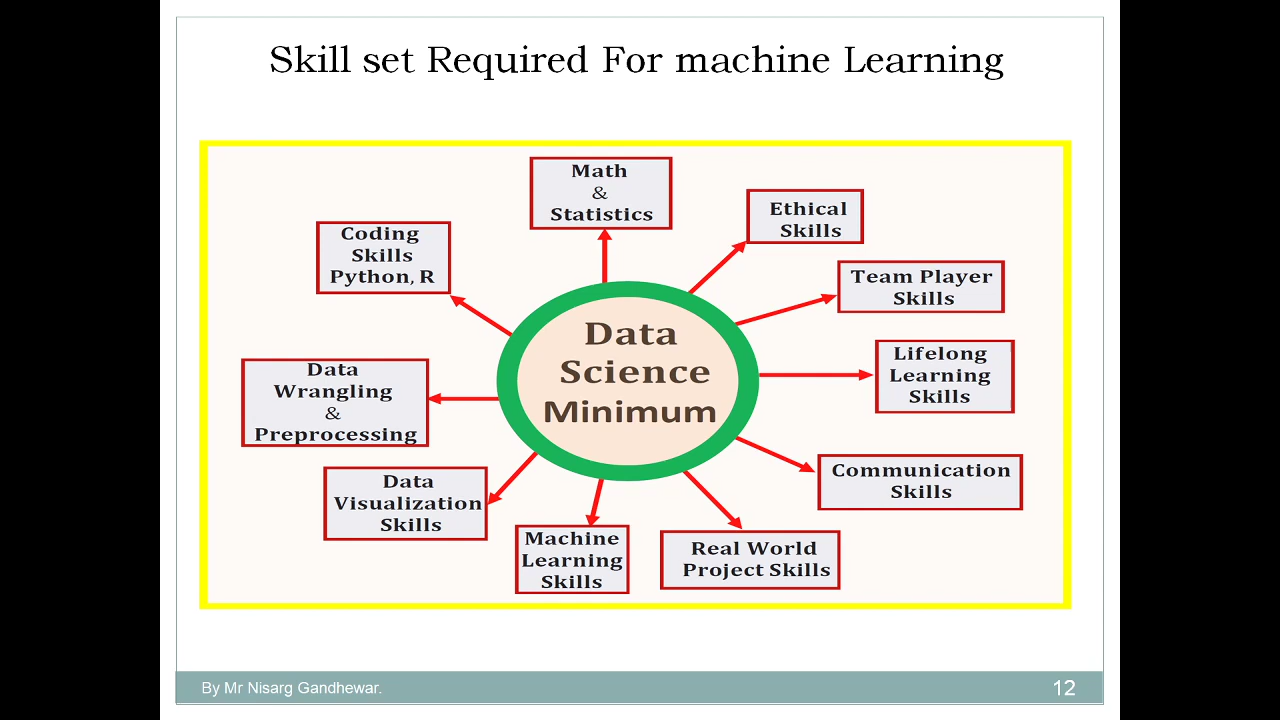 Skill set Required For machine Learning
Math
&
Statistics
Ethical
Skills
Team Player
Skills
Lifelong
Learning
Skills
Communication
Skills
Real World
Project Skills
Machine
Learning
Skills
Data
Visualization
Skills
Data
Wrangling
&
Preprocessing
Coding
Skills
Python, R
Data
Science
Minimum
By Mr Nisarg Gandhewar.
12